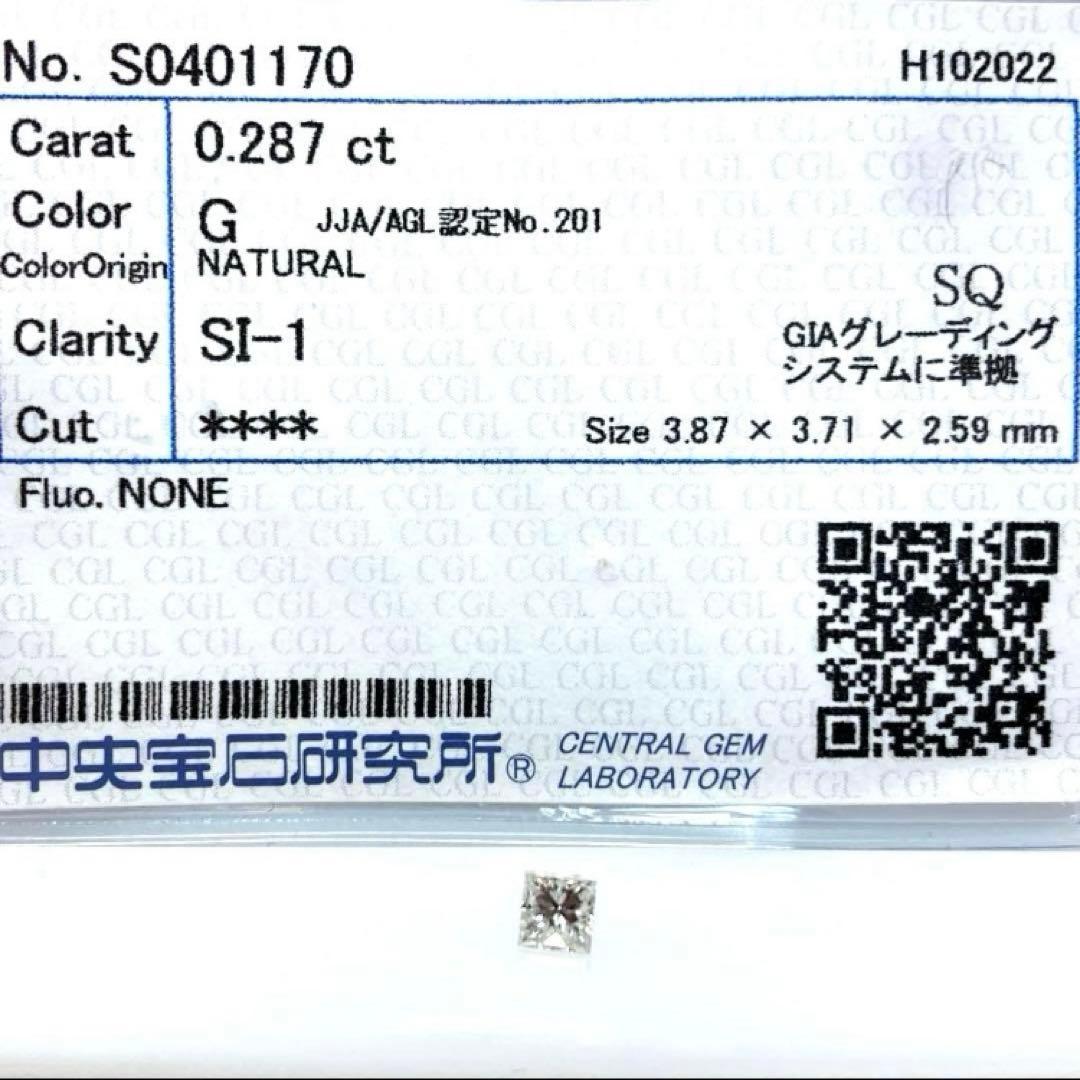 No. S0401170 H102022
Carat 0.287 ct
Color G JJA/AGL認定No.201
ColorOrigin NATURAL
SQ
Clarity SI-1 GIAグレーディング
システムに準拠
Cut **** Size 3.87 × 3.71 × 2.59 mm
Fluo. NONE
中央宝石研究所® CENTRAL GEM
LABORATORY